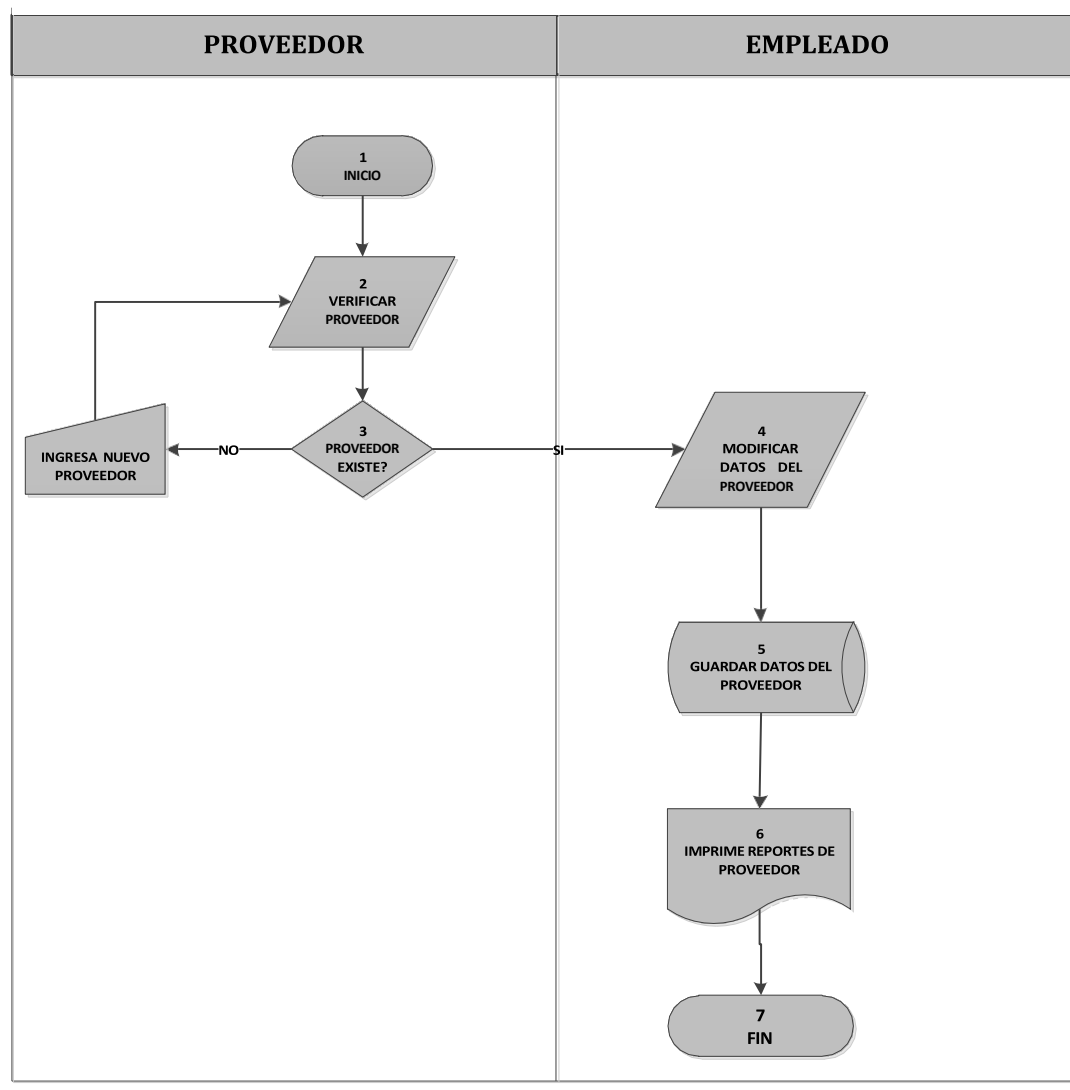 PROVEEDOR
EMPLEADO
1
INICIO
2
VERIFICAR
PROVEEDOR
3
PROVEEDOR
EXISTE?
NO
INGRESA NUEVO
PROVEEDOR
SI
4
MODIFICAR
DATOS DEL
PROVEEDOR
5
GUARDAR DATOS DEL
PROVEEDOR
6
IMPRIME REPORTES DE
PROVEEDOR
7
FIN